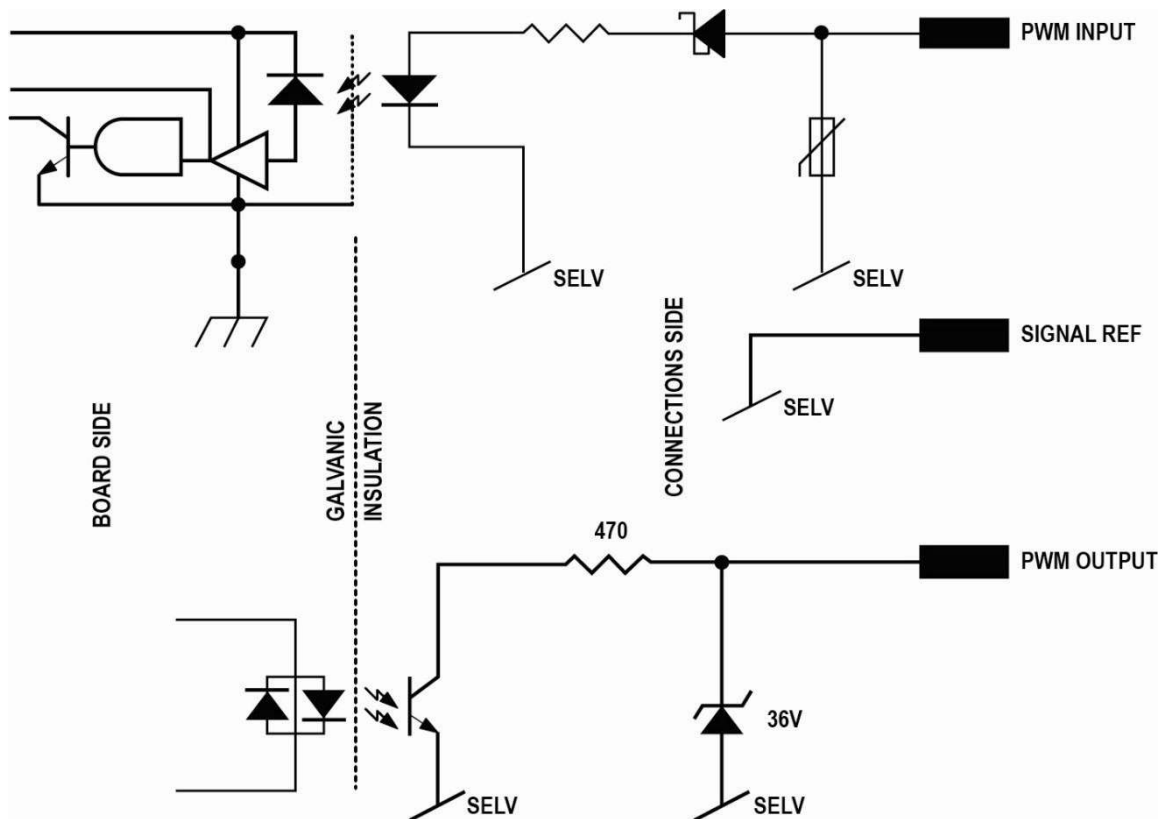 PWM INPUT
SELV
SELV
SIGNAL REF
SELV
BOARD SIDE
GALVANIC
INSULATION
CONNECTIONS SIDE
470
PWM OUTPUT
36V
SELV
SELV